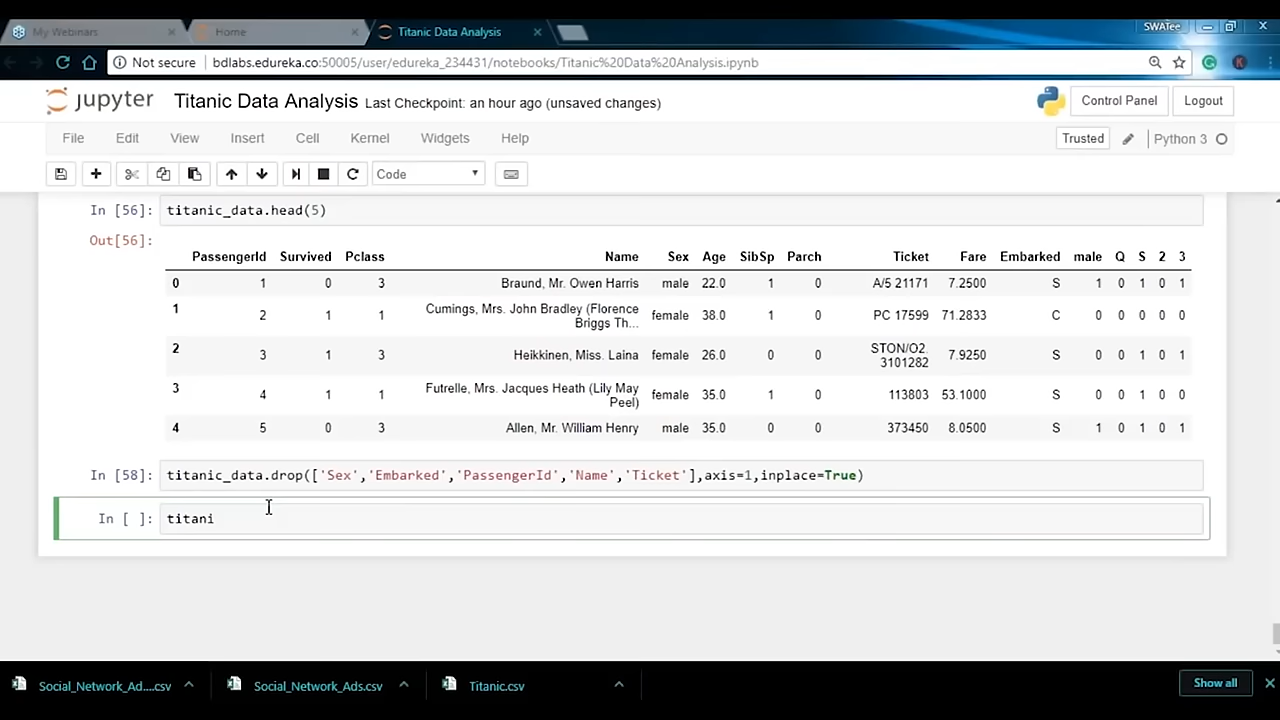 My Webinars Home Titanic Data Analysis SWATee
Not secure bdlabs.edureka.co:50005/user/edureka_234431/notebooks/Titanic%20Data%20Analysis.ipynb
jupyter Titanic Data Analysis Last Checkpoint: an hour ago (unsaved changes) Control Panel Logout
File Edit View Insert Cell Kernel Widgets Help Trusted Python 3
Code
In [56]: titanic_data.head(5)
Out[56]:
PassengerId Survived Pclass Name Sex Age SibSp Parch Ticket Fare Embarked male Q S 2 3
0 1 0 3 Braund, Mr. Owen Harris male 22.0 1 0 A/5 21171 7.2500 S 1 0 1 0 1
1 2 1 1 Cumings, Mrs. John Bradley (Florence Briggs Th... female 38.0 1 0 PC 17599 71.2833 C 0 0 0 0 0
2 3 1 3 Heikkinen, Miss. Laina female 26.0 0 0 STON/O2. 3101282 7.9250 S 0 0 1 0 1
3 4 1 1 Futrelle, Mrs. Jacques Heath (Lily May Peel) female 35.0 1 0 113803 53.1000 S 0 0 1 0 0
4 5 0 3 Allen, Mr. William Henry male 35.0 0 0 373450 8.0500 S 1 0 1 0 1
In [58]: titanic_data.drop(['Sex','Embarked','PassengerId','Name','Ticket'],axis=1,inplace=True)
In [ ]: titani
Social_Network_Ad....csv Social_Network_Ads.csv Titanic.csv Show all